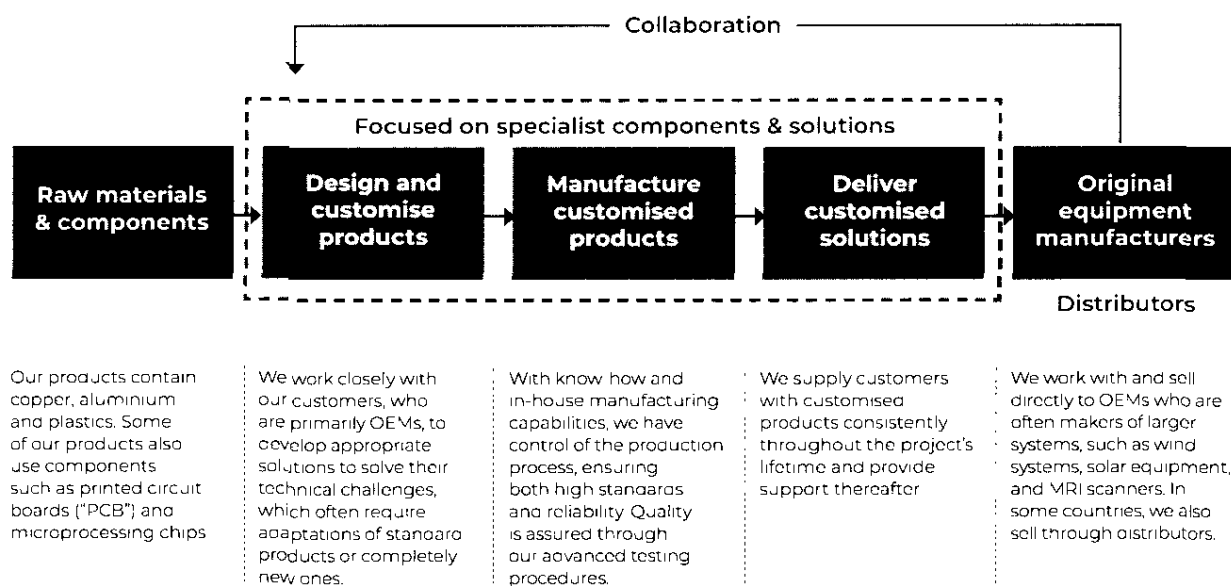 Collaboration
Focused on specialist components & solutions
Raw materials
& components
Design and
customise
products
Manufacture
customised
products
Deliver
customised
solutions
Original
equipment
manufacturers
Distributors
Our products contain
copper, aluminium
and plastics. Some
of our products also
use components
such as printed circuit
boards ("PCB") and
microprocessing chips
We work closely with
our customers, who
are primarily OEMs, to
develop appropriate
solutions to solve their
technical challenges,
which often require
adaptations of standard
products or completely
new ones.
With know how and
in-house manufacturing
capabilities, we have
control of the production
process, ensuring
both high standards
and reliability Quality
is assured through
our advanced testing
procedures.
We supply customers
with customised
products consistently
throughout the project's
lifetime and provide
support thereafter
We work with and sell
directly to OEMs who are
often makers of larger
systems, such as wind
systems, solar equipment,
and MRI scanners. In
some countries, we also
sell through distributors.